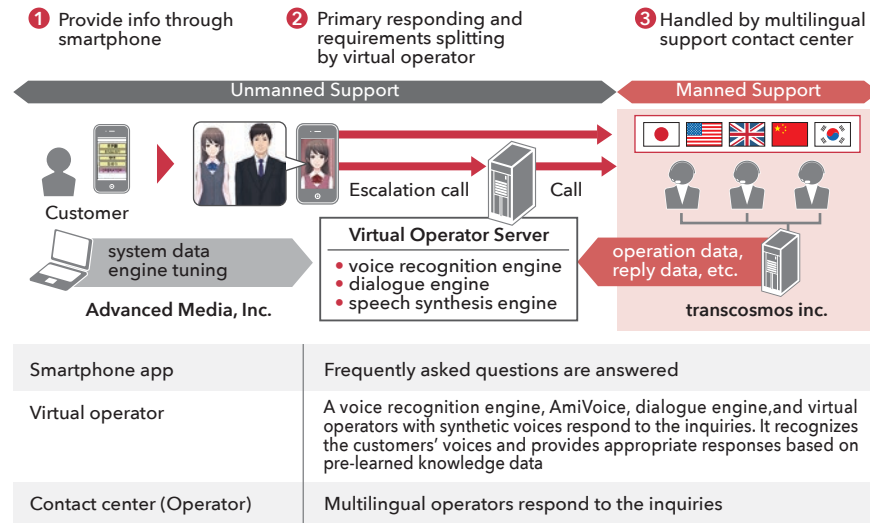 1 Provide info through
smartphone
2 Primary responding and
requirements splitting
by virtual operator
3 Handled by multilingual
support contact center
Unmanned Support
Manned Support
Customer
Escalation call
Call
system data
engine tuning
Advanced Media, Inc.
Virtual Operator Server
• voice recognition engine
• dialogue engine
• speech synthesis engine
operation data,
reply data, etc.
transcosmos inc.
Smartphone app
Frequently asked questions are answered
Virtual operator
A voice recognition engine, AmiVoice, dialogue engine,and virtual
operators with synthetic voices respond to the inquiries. It recognizes
the customers' voices and provides appropriate responses based on
pre-learned knowledge data
Contact center (Operator)
Multilingual operators respond to the inquiries